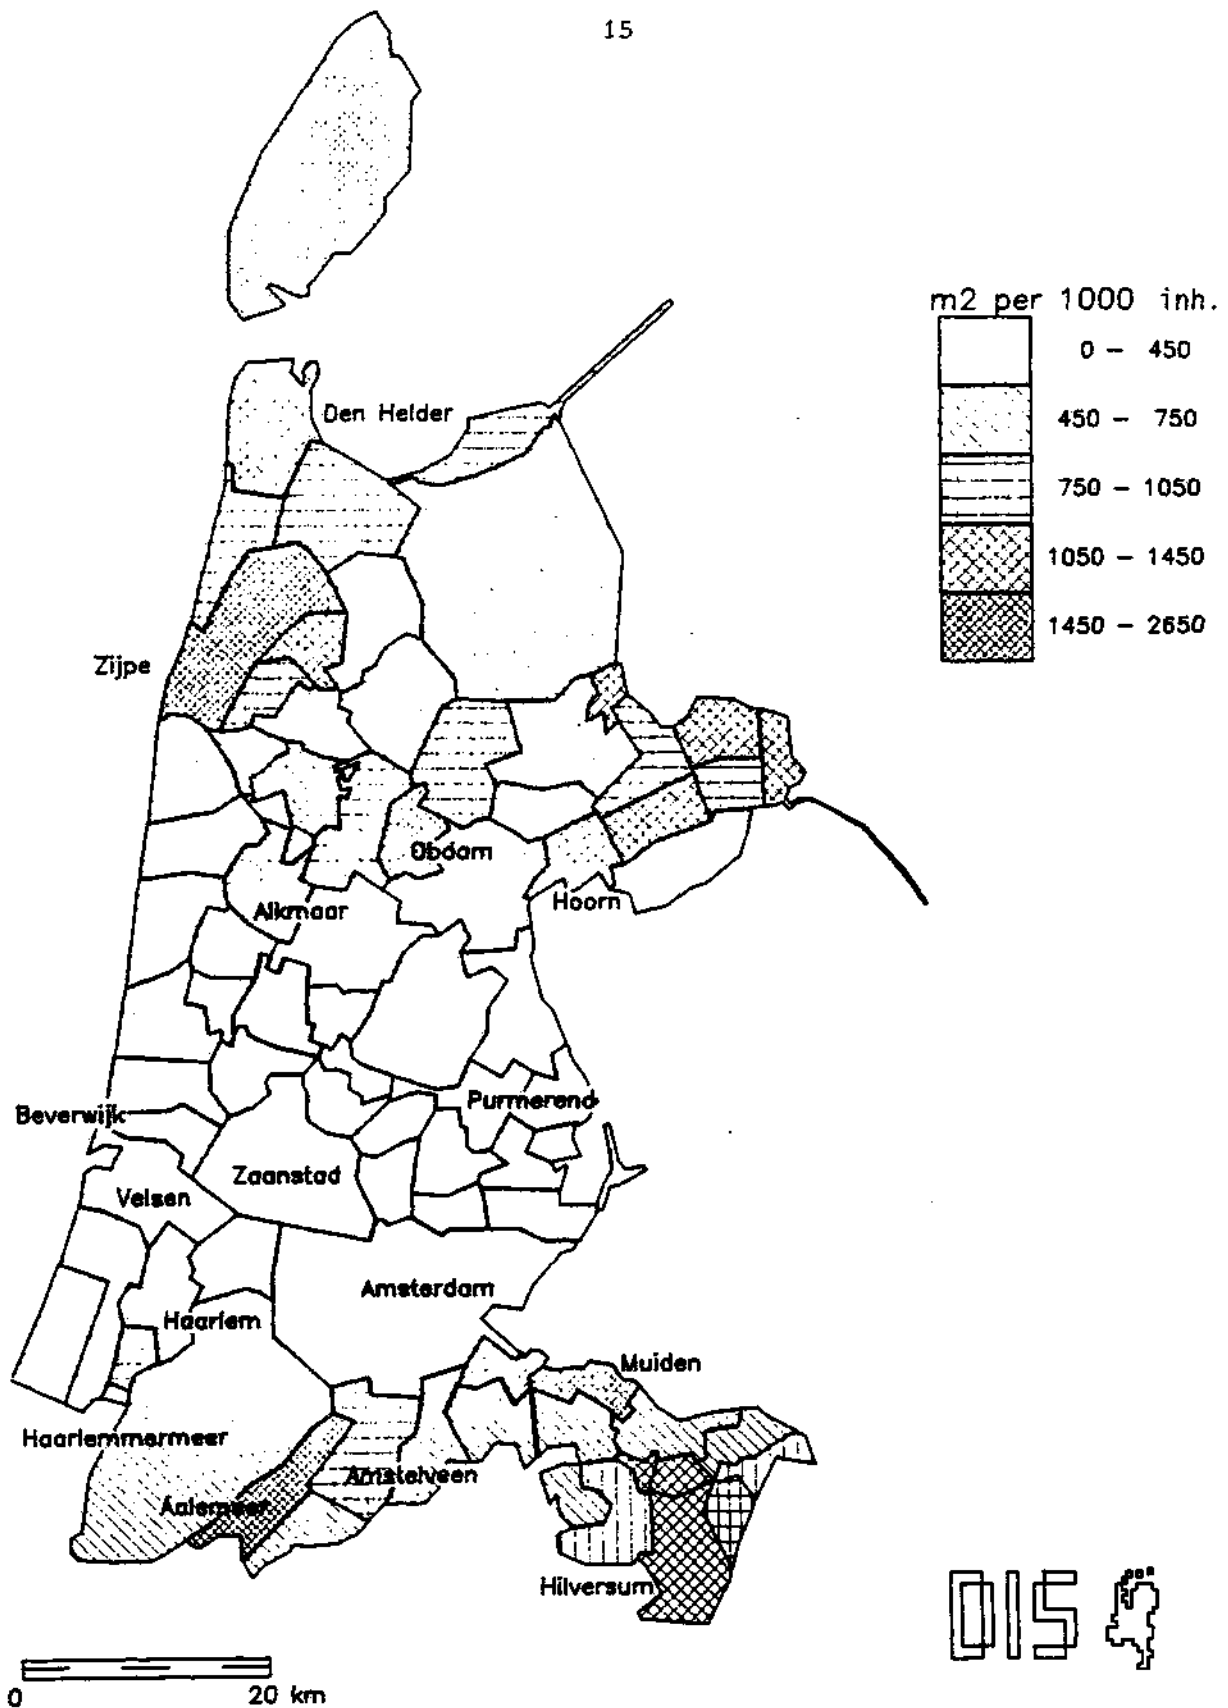 15
m2 per 1000 inh.
0 – 450
450 – 750
750 – 1050
1050 – 1450
1450 – 2650
Den Helder
Zijpe
Obdam
Hoorn
Alkmaar
Purmerend
Beverwijk
Zaanstad
Velsen
Amsterdam
Haarlem
Muiden
Haarlemmermeer
Amstelveen
Aalsmeer
Hilversum
DIS
0 20 km